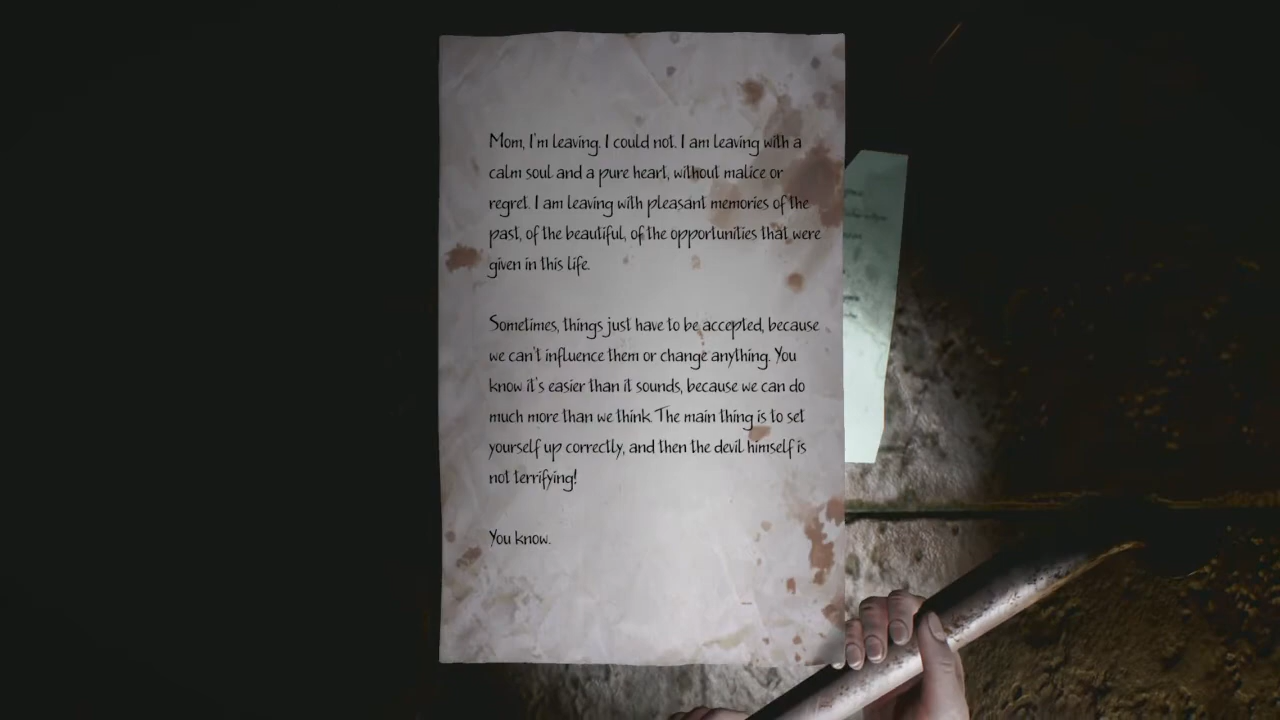 Mom, I'm leaving. I could not. I am leaving with a
calm soul and a pure heart, without malice or
regret. I am leaving with pleasant memories of the
past, of the beautiful, of the opportunities that were
given in this life.
Sometimes, things just have to be accepted, because
we can't influence them or change anything. You
know it's easier than it sounds, because we can do
much more than we think. The main thing is to set
yourself up correctly, and then the devil himself is
not terrifying!
You know.